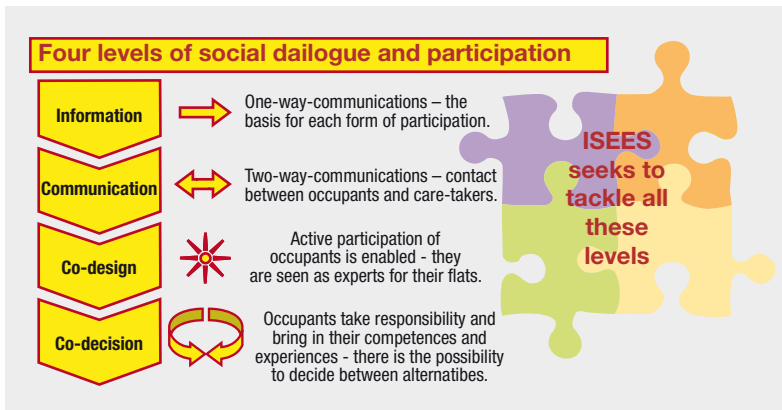 Four levels of social dailogue and participation
Information
One-way-communications – the
basis for each form of participation.
Communication
Two-way-communications – contact
between occupants and care-takers.
Co-design
Active participation of
occupants is enabled - they
are seen as experts for their flats.
Co-decision
Occupants take responsibility and
bring in their competences and
experiences - there is the possibility
to decide between alternatibes.
ISEES
seeks to
tackle all
these
levels